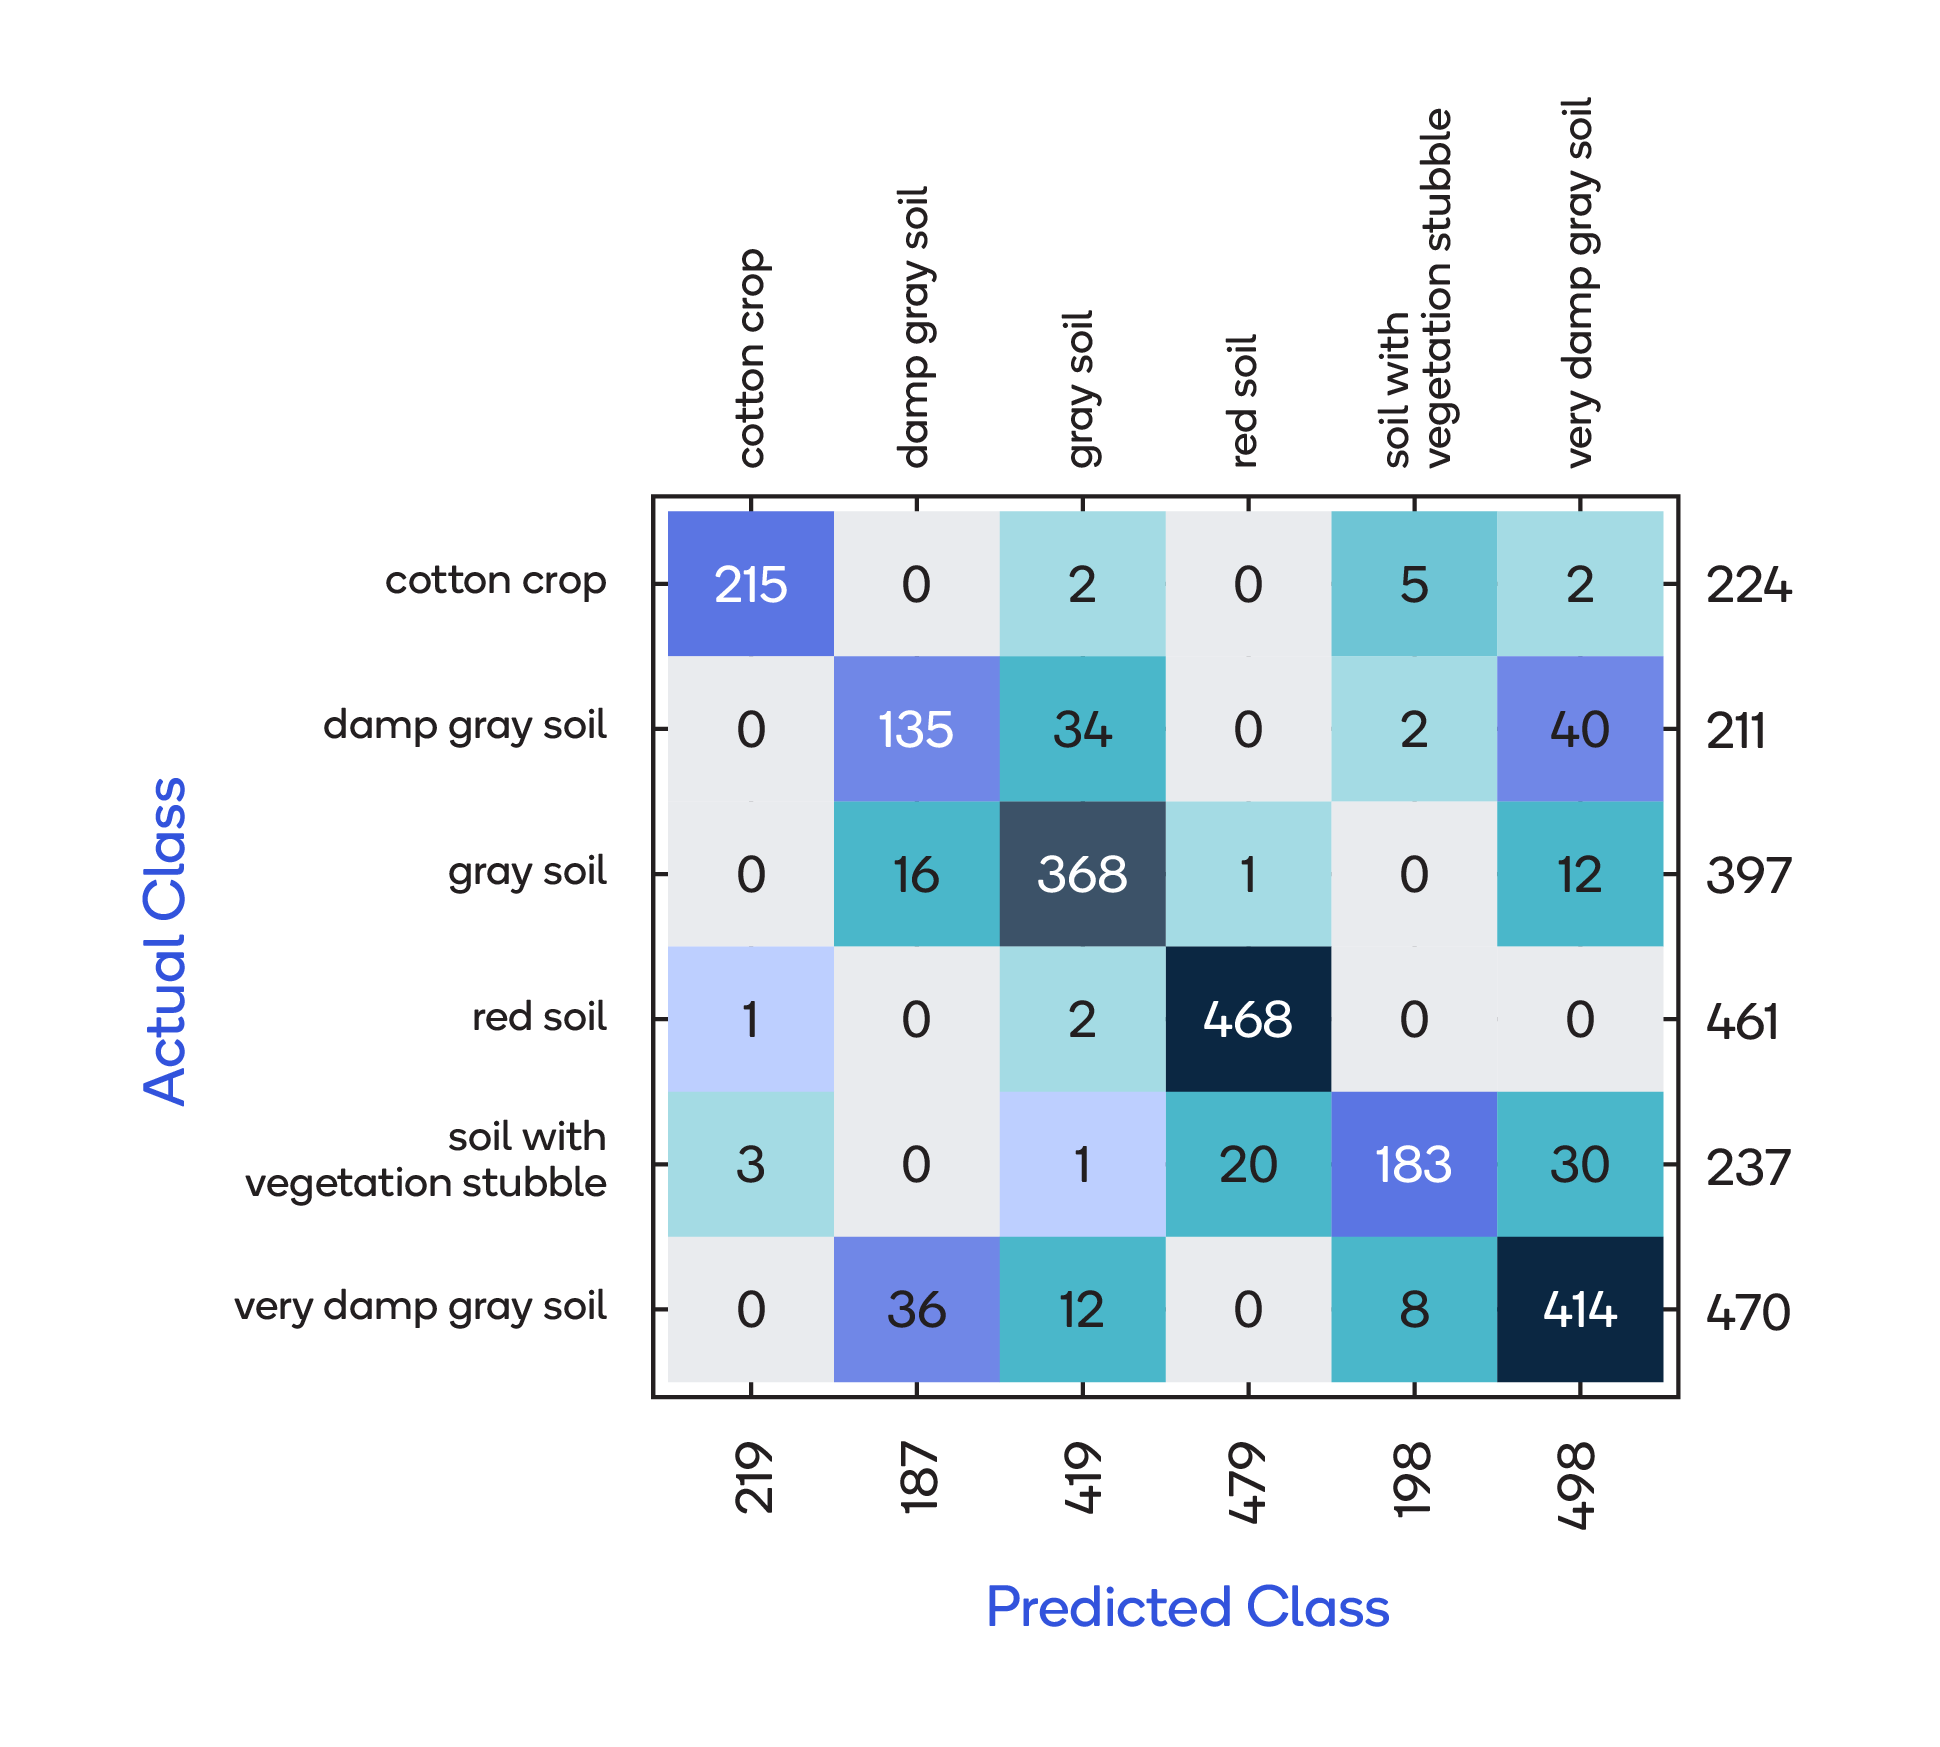 cotton crop
damp gray soil
gray soil
red soil
soil with
vegetation stubble
very damp gray soil
cotton crop 215 0 2 0 5 2 224
damp gray soil 0 135 34 0 2 40 211
gray soil 0 16 368 1 0 12 397
red soil 1 0 2 468 0 0 461
soil with
vegetation stubble 3 0 1 20 183 30 237
very damp gray soil 0 36 12 0 8 414 470
219 187 419 479 198 498
Actual Class
Predicted Class